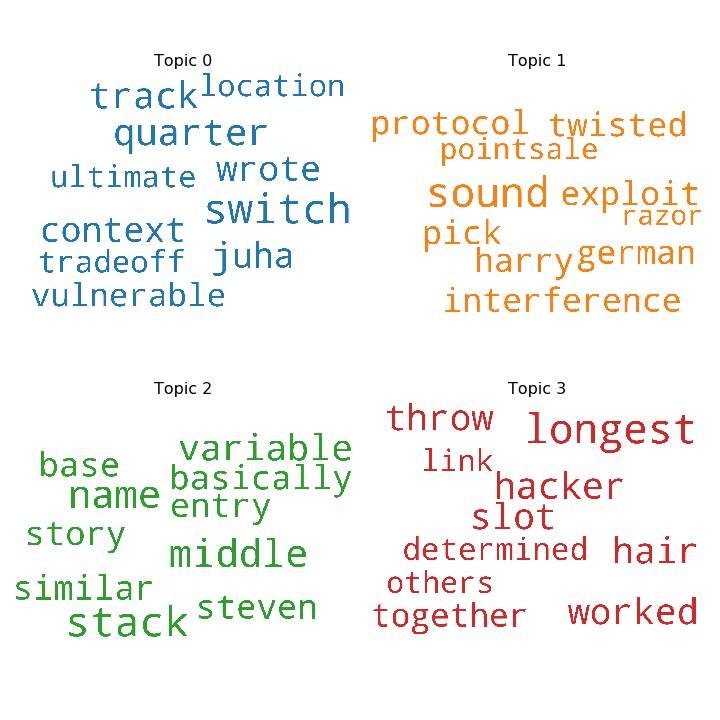 Topic 0
track location
quarter
ultimate wrote
switch
context
tradeoff juha
vulnerable
Topic 1
protocol twisted
pointsale
sound exploit
razor
pick
harry german
interference
Topic 2
variable
base basically
name entry
story
middle
similar
stack steven
Topic 3
throw longest
link
hacker
slot
determined hair
others
together worked